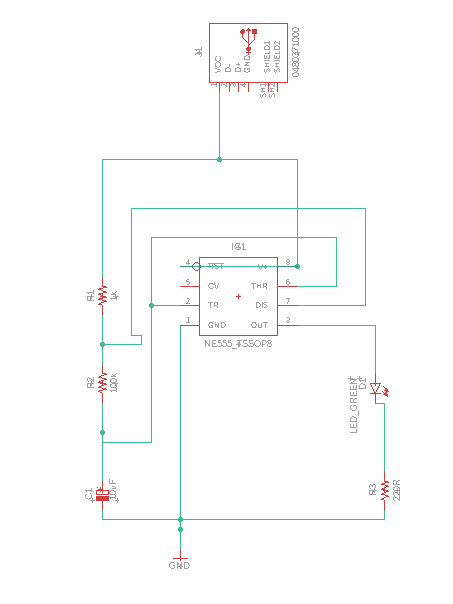 J1
0480371000
VCC
D-
D+
GND
SHIELD1
SHIELD2
1
2
3
4
SH1
SH2
IC1
4
RST
V+
8
5
CV
THR
6
2
TR
DIS
7
1
GND
OUT
3
NE555_TSSOP8
R1
1k
R2
100k
LED_GREEN
D1
C1
10uF
R3
220R
GND